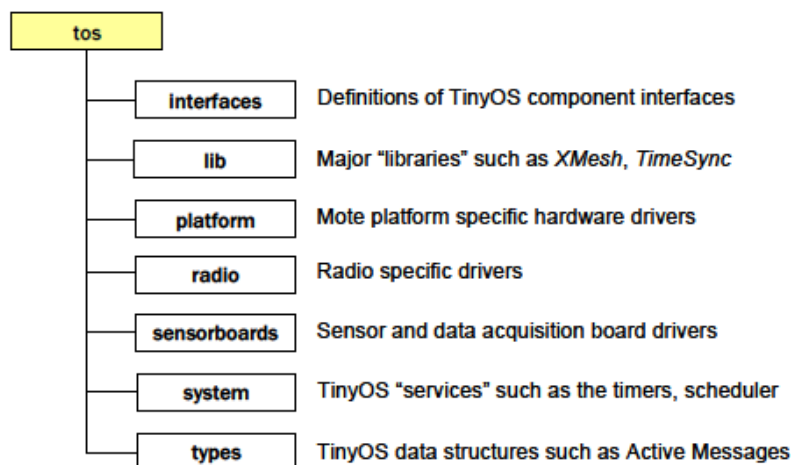 tos
interfaces Definitions of TinyOS component interfaces
lib Major “libraries” such as XMesh, TimeSync
platform Mote platform specific hardware drivers
radio Radio specific drivers
sensorboards Sensor and data acquisition board drivers
system TinyOS “services” such as the timers, scheduler
types TinyOS data structures such as Active Messages